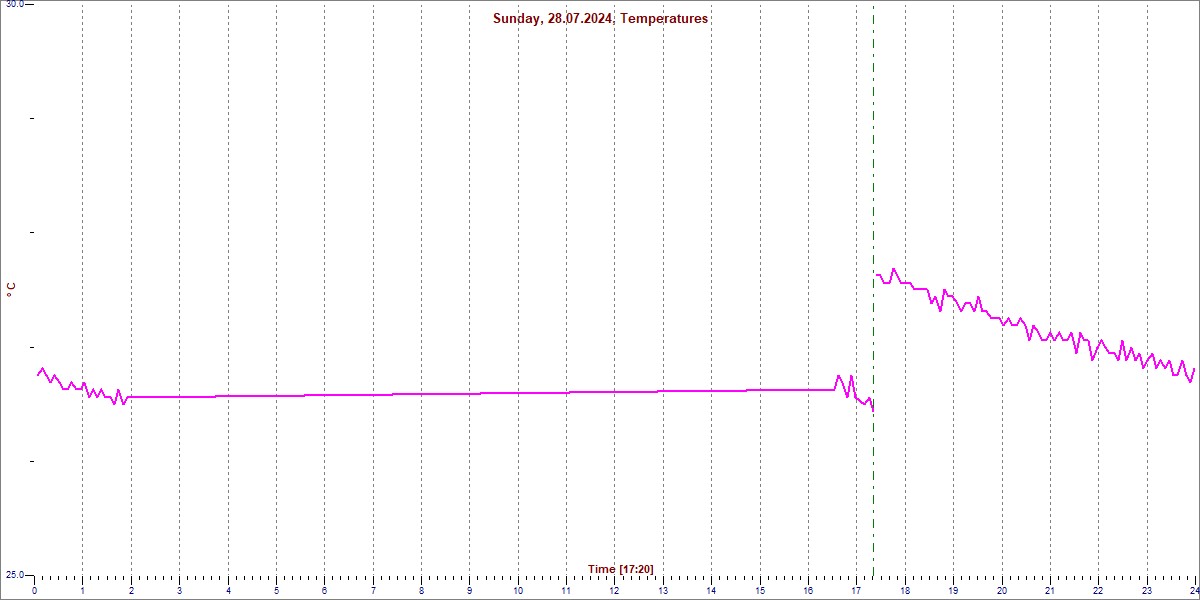 30.0
Sunday, 28.07.2024, Temperatures
° C
25.0
Time [17:20]
0 1 2 3 4 5 6 7 8 9 10 11 12 13 14 15 16 17 18 19 20 21 22 23 24